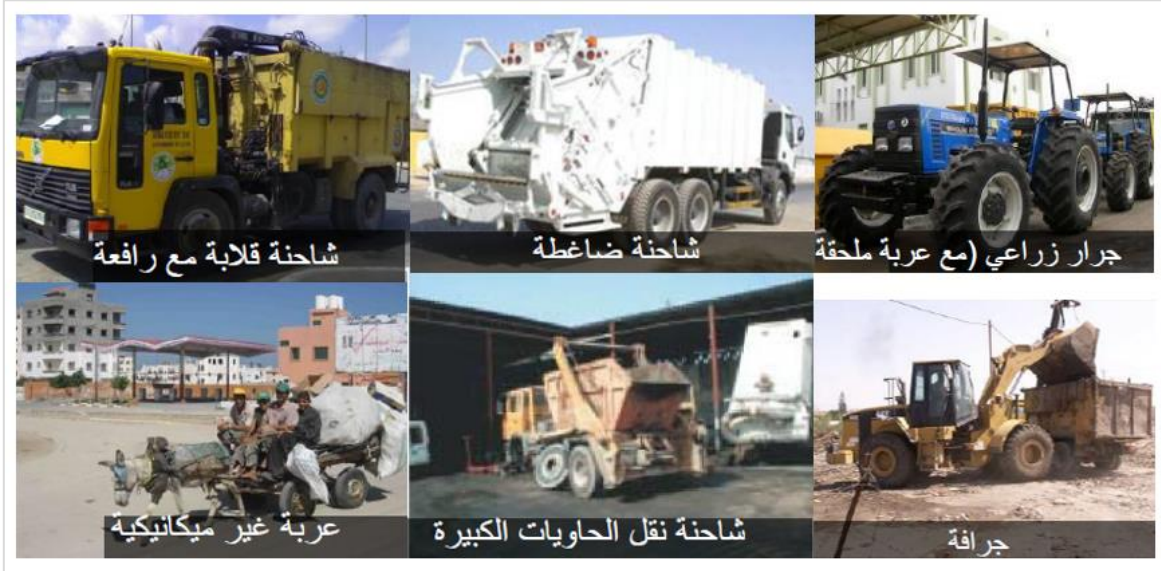 شاحنة قلابة مع رافعة
شاحنة ضاغطة
جرار زراعي (مع عربة ملحقة
عربة غير ميكانيكية
شاحنة نقل الحاويات الكبيرة
جرافة